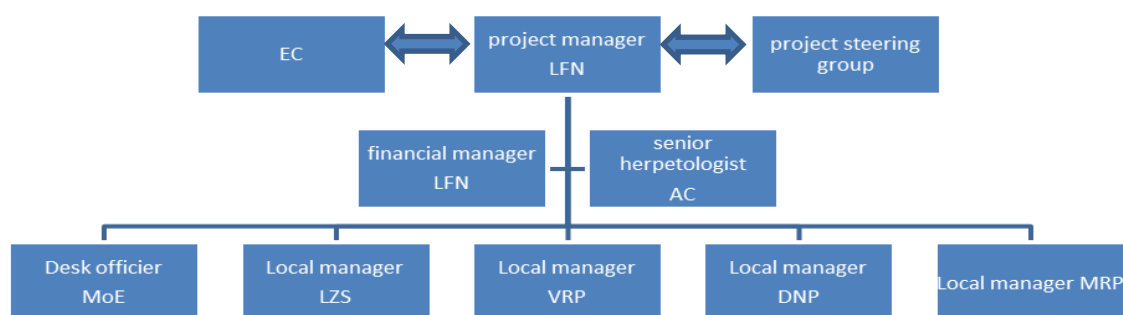 EC
project manager
LFN
project steering
group
financial manager
LFN
senior
herpetologist
AC
Desk officier
MoE
Local manager
LZS
Local manager
VRP
Local manager
DNP
Local manager MRP